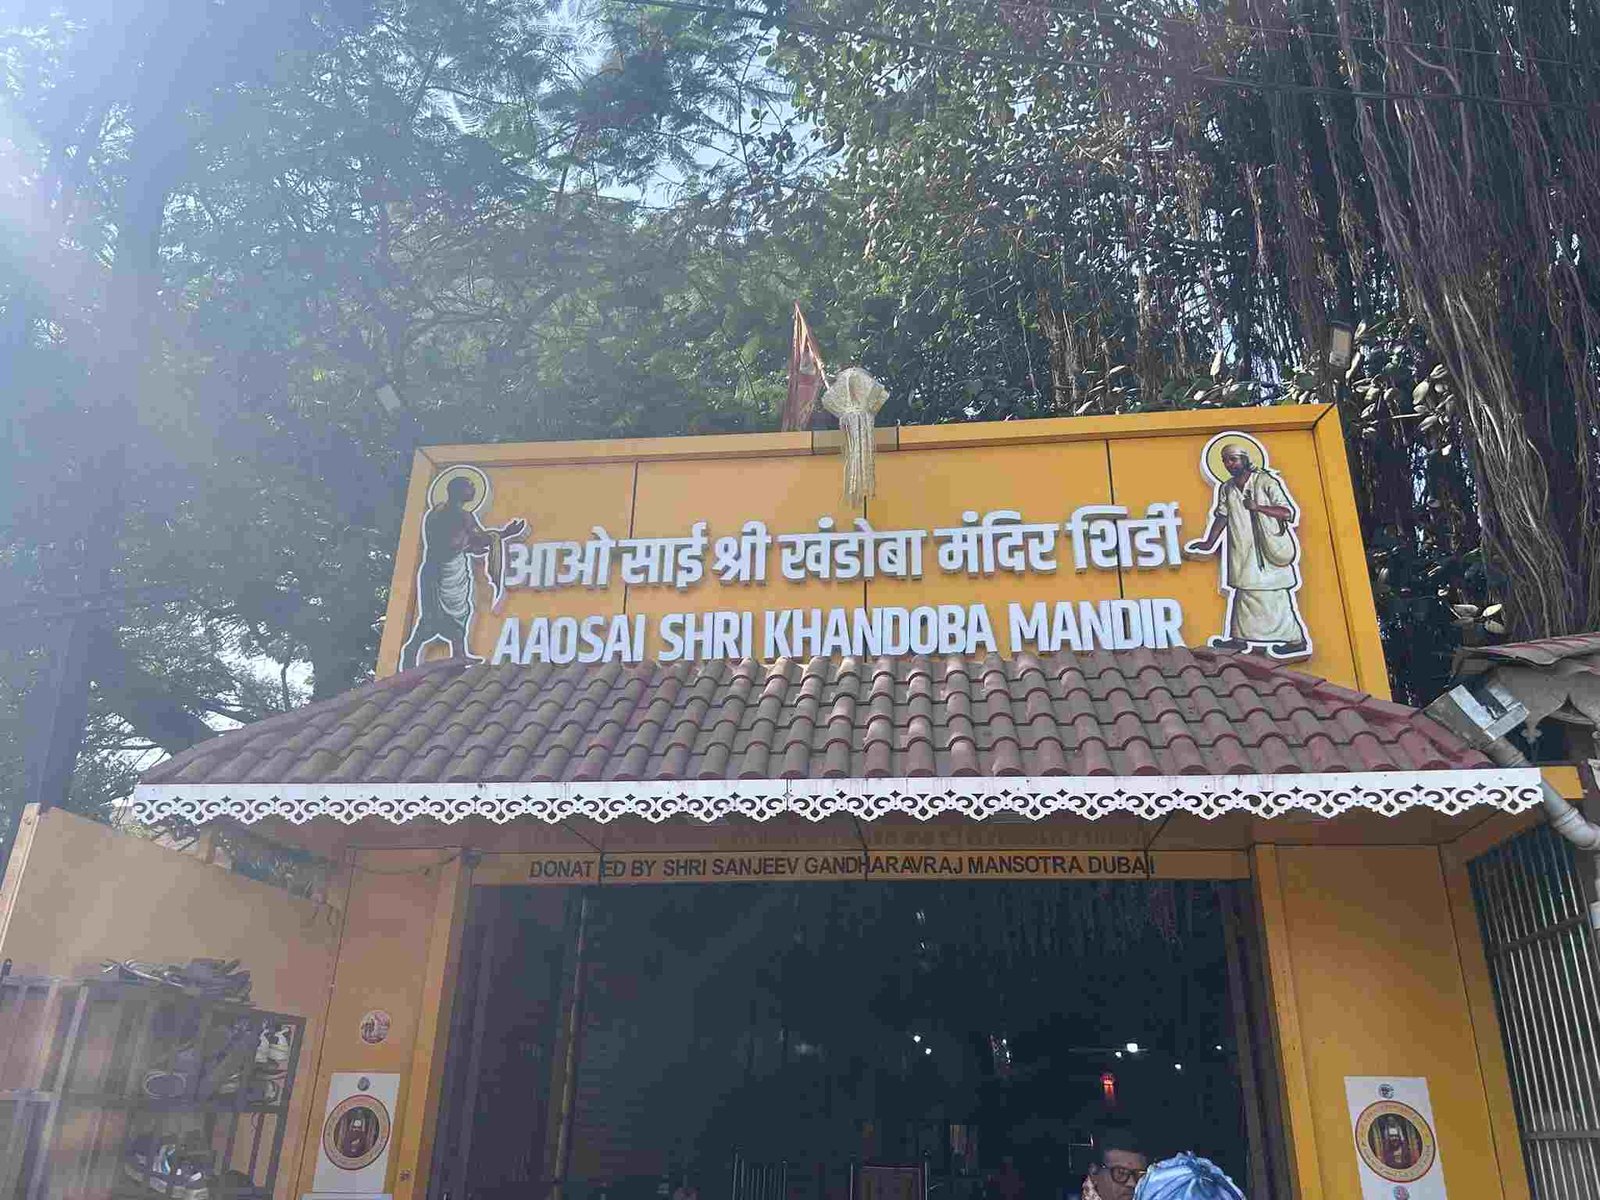 आओ साई श्री खंडोबा मंदिर शिर्डी
AAOSAI SHRI KHANDOBA MANDIR
DONATED BY SHRI SANJEEV GANDHARAVRAJ MANSOTRA DUBAI